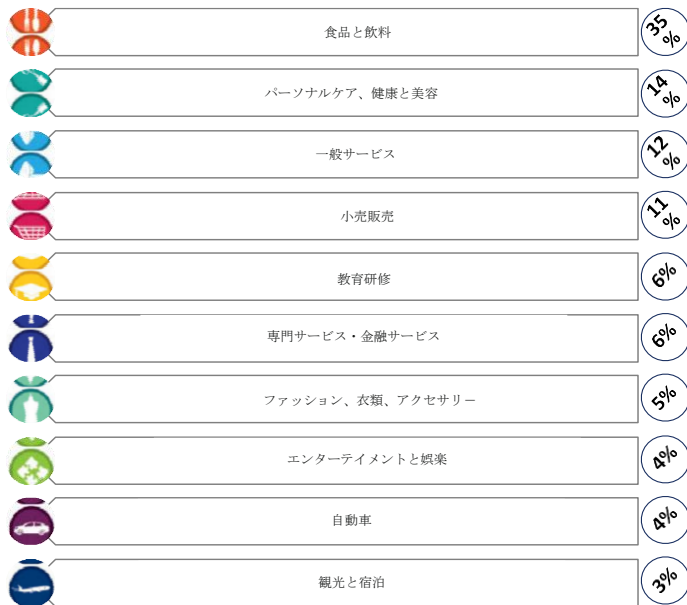 食品と飲料
35
%
パーソナルケア、健康と美容
14
%
一般サービス
12
%
小売販売
11
%
教育研修
6%
専門サービス・金融サービス
6%
ファッション、衣類、アクセサリー
5%
エンターテイメントと娯楽
4%
自動車
4%
観光と宿泊
3%